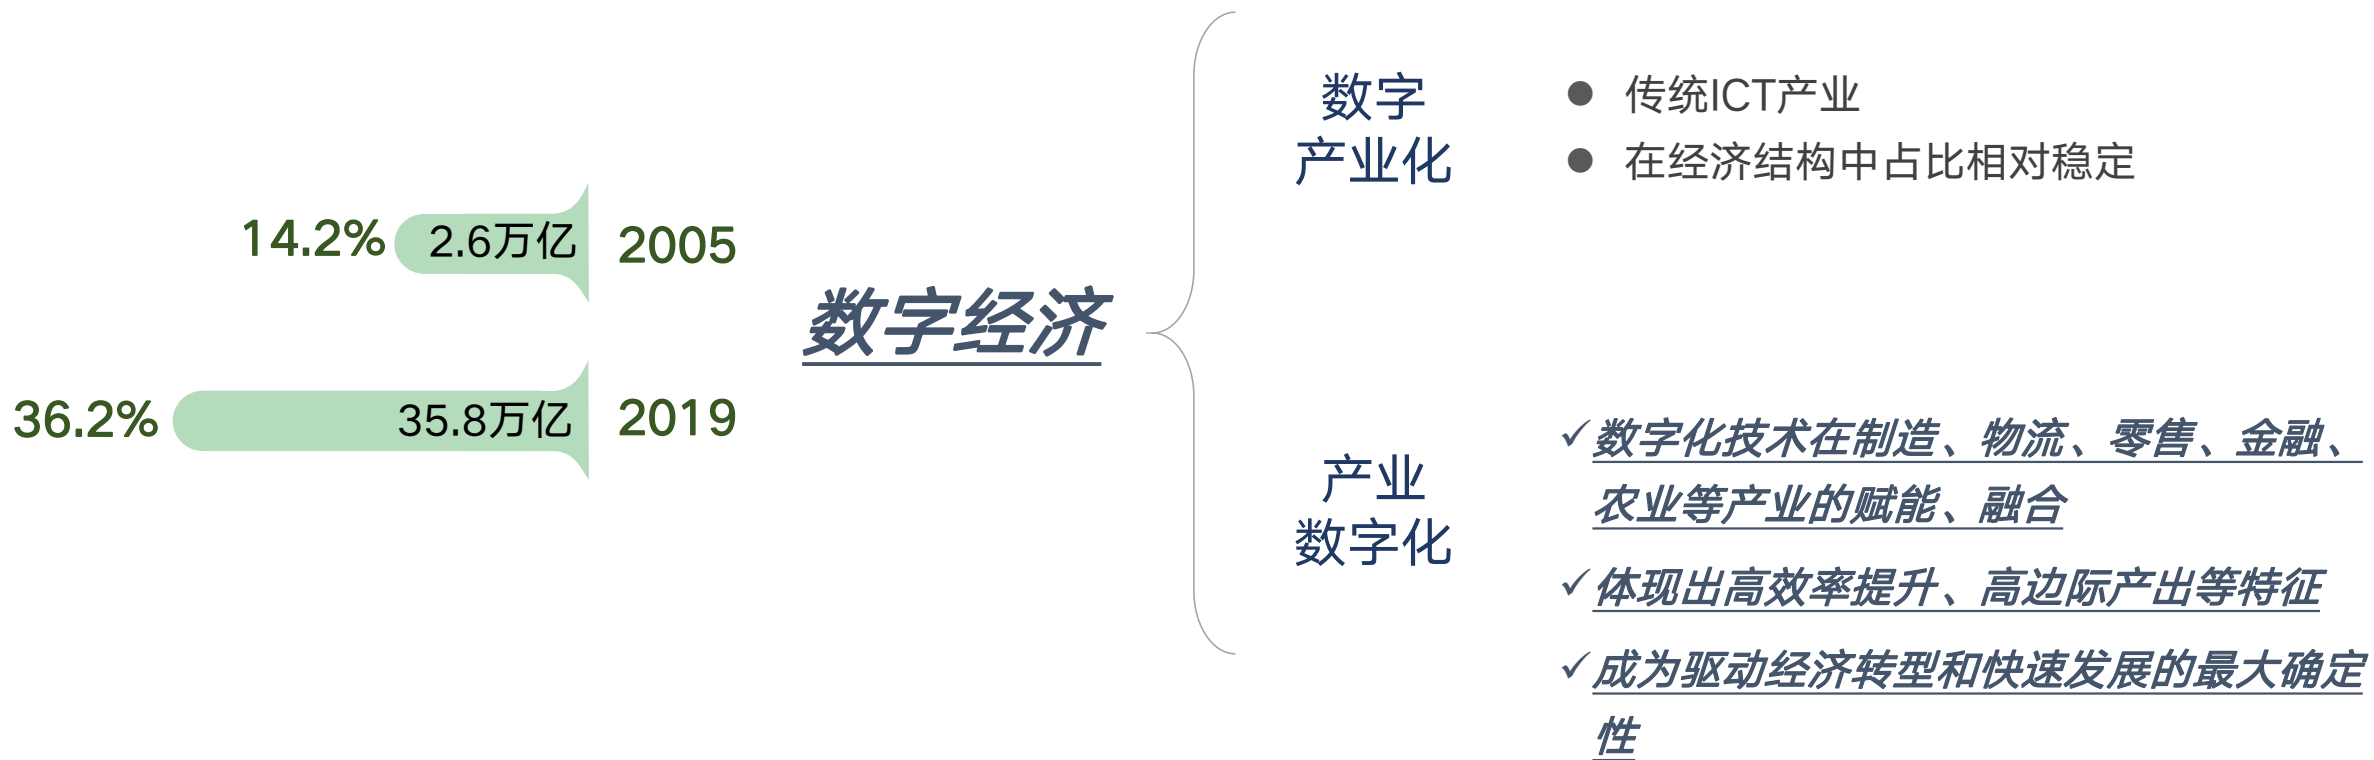 14.2%
2.6万亿
2005
36.2%
35.8万亿
2019
数字经济
数字
产业化
● 传统ICT产业
● 在经济结构中占比相对稳定
产业
数字化
✓数字化技术在制造、物流、零售、金融、
农业等产业的赋能、融合
✓体现出高效率提升、高边际产出等特征
✓成为驱动经济转型和快速发展的最大确定
性